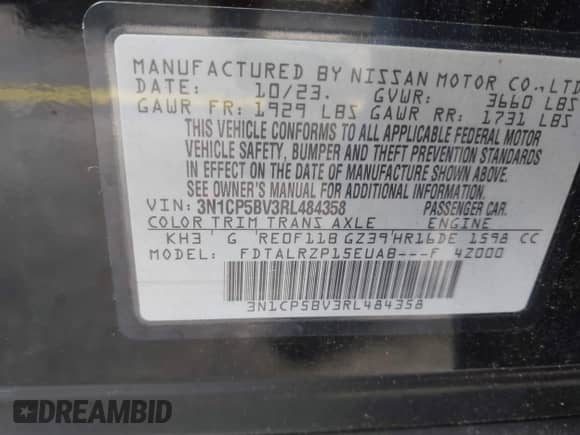 MANUFACTURED BY NISSAN MOTOR CO.,LTD
DATE: 10/23. GVWR: 3660 LBS
GAWR FR: 1929 LBS GAWR RR: 1731 LBS
THIS VEHICLE CONFORMS TO ALL APPLICABLE FEDERAL MOTOR
VEHICLE SAFETY, BUMPER AND THEFT PREVENTION STANDARDS
IN EFFECT ON THE DATE OF MANUFACTURE SHOWN ABOVE.
SEE OWNER'S MANUAL FOR ADDITIONAL INFORMATION.
VIN: 3N1CP5BV3RL484358 PASSENGER CAR.
COLOR TRIM TRANS AXLE ENGINE
KH3 G RE0F11B GZ39 HR16DE 1598 CC
MODEL: FDTALRZP15EUAB---F 4Z000
3N1CP5BV3RL484358
DREAMBID